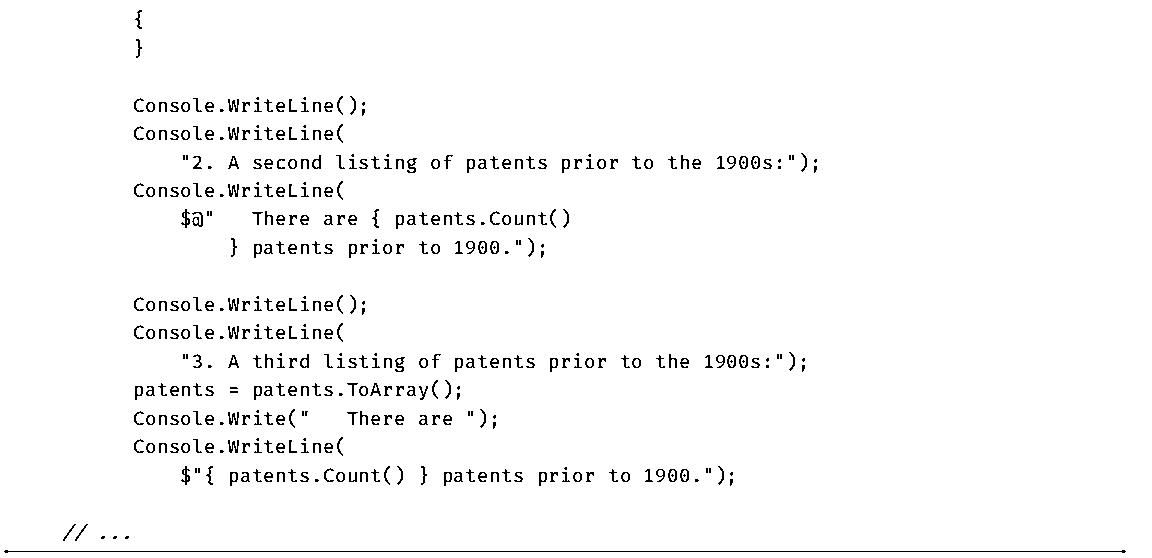 {
}
Console.WriteLine();
Console.WriteLine(
"2. A second listing of patents prior to the 1900s:");
Console.WriteLine(
$@"   There are { patents.Count()
} patents prior to 1900.");
Console.WriteLine();
Console.WriteLine(
"3. A third listing of patents prior to the 1900s:");
patents = patents.ToArray();
Console.Write("   There are ");
Console.WriteLine(
$"{ patents.Count() } patents prior to 1900.");
// ...